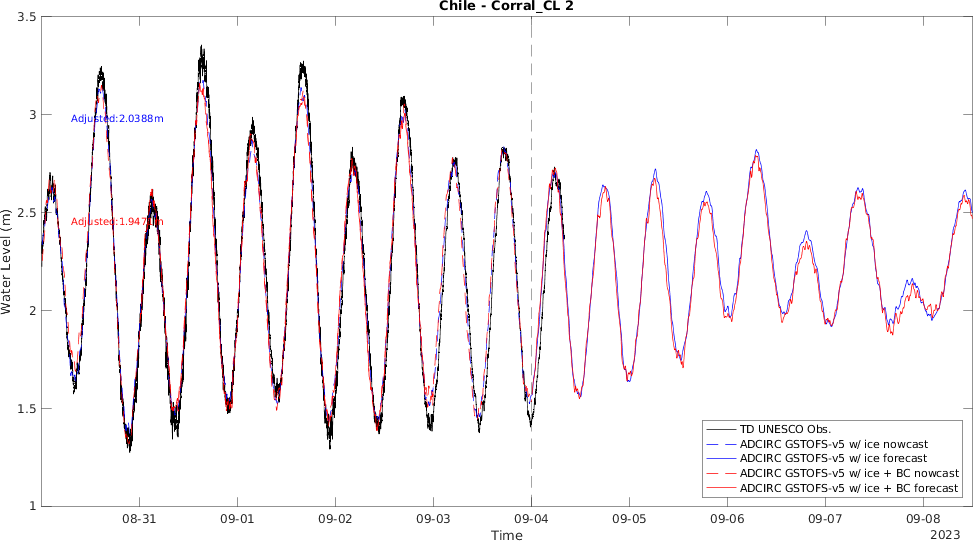 Chile - Corral_CL 2
3.5
3
2.5
2
1.5
1
Water Level (m)
Adjusted:2.0388m
08-31
09-01
09-02
09-03
09-04
09-05
09-06
09-07
09-08
2023
Time
TD UNESCO Obs.
ADCIRC GSTOFS-v5 w/ ice nowcast
ADCIRC GSTOFS-v5 w/ ice forecast
ADCIRC GSTOFS-v5 w/ ice + BC nowcast
ADCIRC GSTOFS-v5 w/ ice + BC forecast